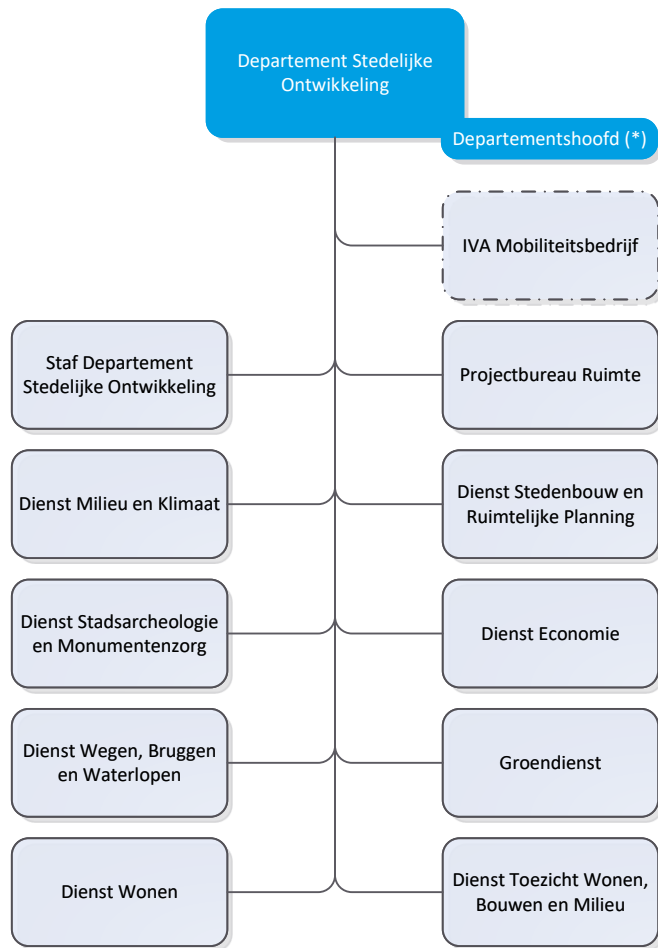 Departement Stedelijke
Ontwikkeling
Departementshoofd (*)
IVA Mobiliteitsbedrijf
Staf Departement
Stedelijke Ontwikkeling
Projectbureau Ruimte
Dienst Milieu en Klimaat
Dienst Stedenbouw en
Ruimtelijke Planning
Dienst Stadsarcheologie
en Monumentenzorg
Dienst Economie
Dienst Wegen, Bruggen
en Waterlopen
Groendienst
Dienst Wonen
Dienst Toezicht Wonen,
Bouwen en Milieu